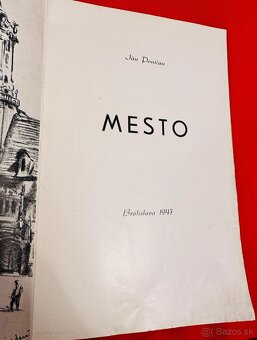 Ján Poničan
MESTO
Bratislava 1947
Bazos.sk